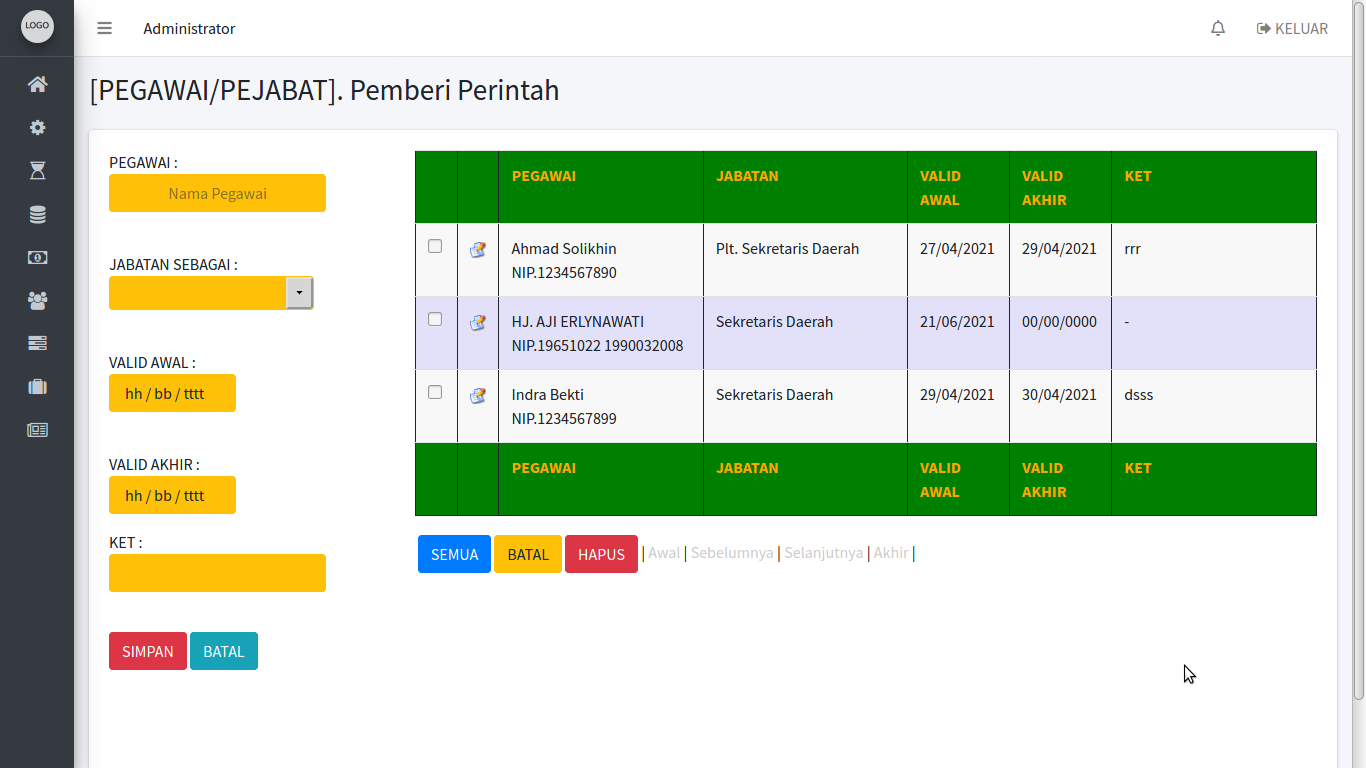 LOGO
Administrator
KELUAR
[PEGAWAI/PEJABAT]. Pemberi Perintah
PEGAWAI :
Nama Pegawai
JABATAN SEBAGAI :
VALID AWAL :
hh / bb / tttt
VALID AKHIR :
hh / bb / tttt
KET :
SIMPAN BATAL
PEGAWAI JABATAN VALID AWAL VALID AKHIR KET
Ahmad Solikhin Plt. Sekretaris Daerah 27/04/2021 29/04/2021 rrr
NIP.1234567890
HJ. AJI ERLYNAWATI Sekretaris Daerah 21/06/2021 00/00/0000 -
NIP.19651022 1990032008
Indra Bekti Sekretaris Daerah 29/04/2021 30/04/2021 dsss
NIP.1234567899
PEGAWAI JABATAN VALID AWAL VALID AKHIR KET
SEMUA BATAL HAPUS | Awal | Sebelumnya | Selanjutnya | Akhir |